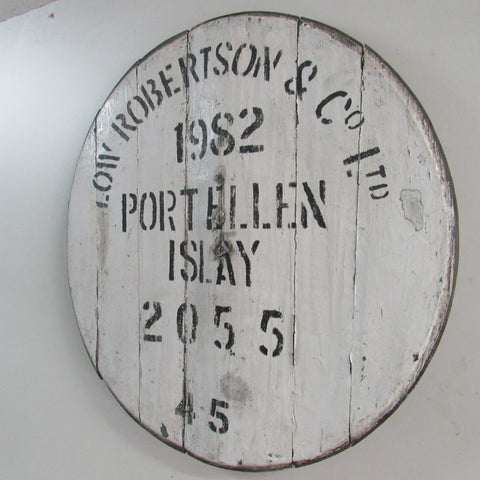 LOW ROBERTSON & CO LTD
1982
PORTELLEN
ISLAY
2055
45